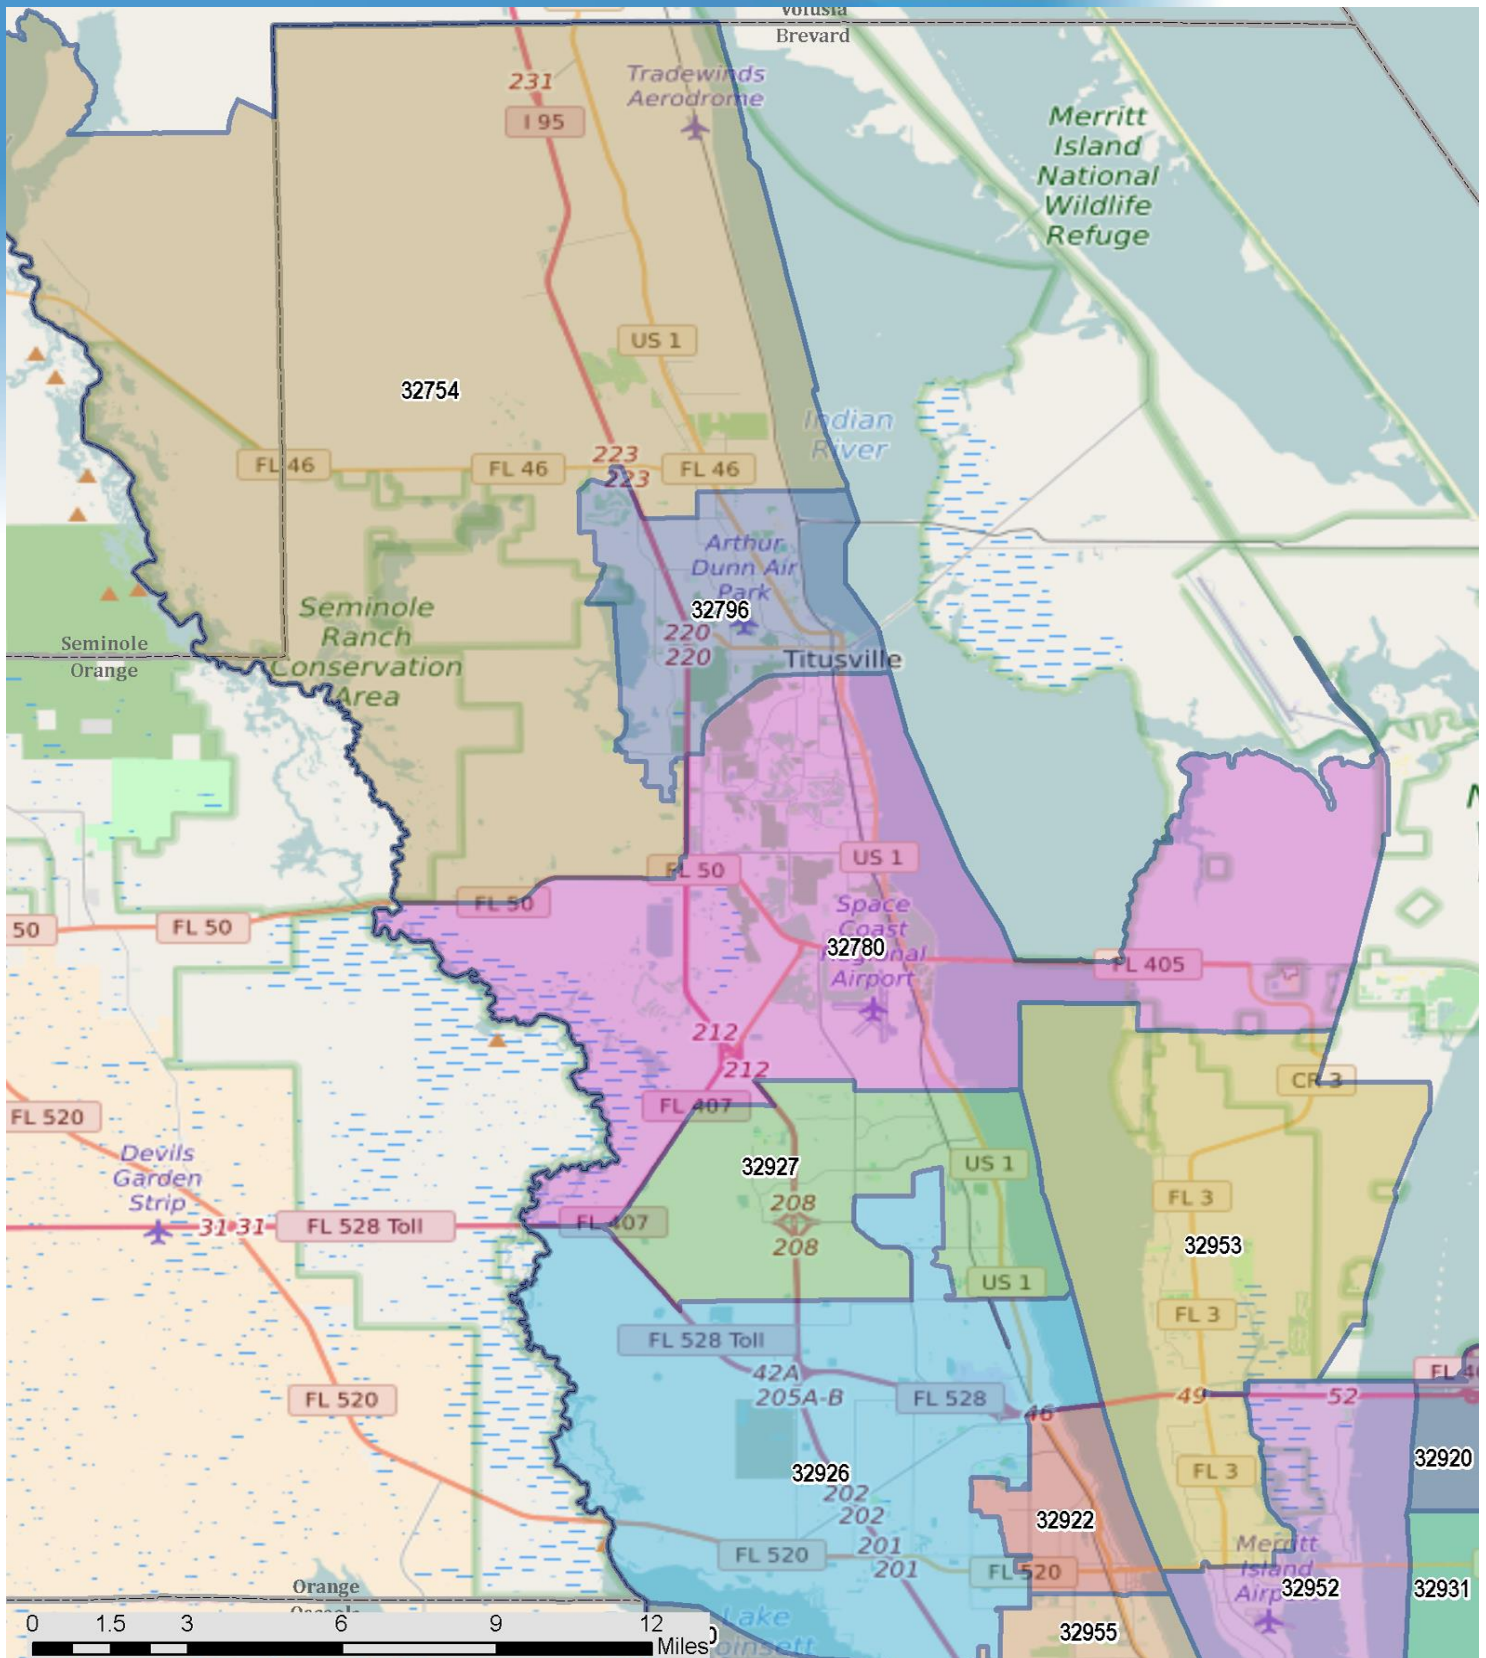 Volusia
Brevard
231
Tradewinds
Aerodrome
I 95
Merritt
Island
National
Wildlife
Refuge
US 1
32754
Indian
River
223
FL 46
FL 46
FL 46
223
Arthur
Dunn Air
Park
32796
Seminole
Ranch
Conservation
Area
220
220
Seminole
Orange
Titusville
US 1
FL 50
FL 50
50
FL 50
Space
Coast
Regional
Airport
32780
FL 405
212
212
CR 3
FL 407
FL 520
Devils
Garden
Strip
32927
US 1
FL 3
208
31 31
FL 528 Toll
FL 407
208
32953
US 1
FL 3
FL 528 Toll
42A
205A-B
FL 528
FL 520
46
49
52
32920
32926
FL 3
202
202
32922
201
201
FL 520
FL 520
Merritt
Island
Airp
32952
32931
Orange
Lake
32955
0 1.5 3 6 9 12
Miles